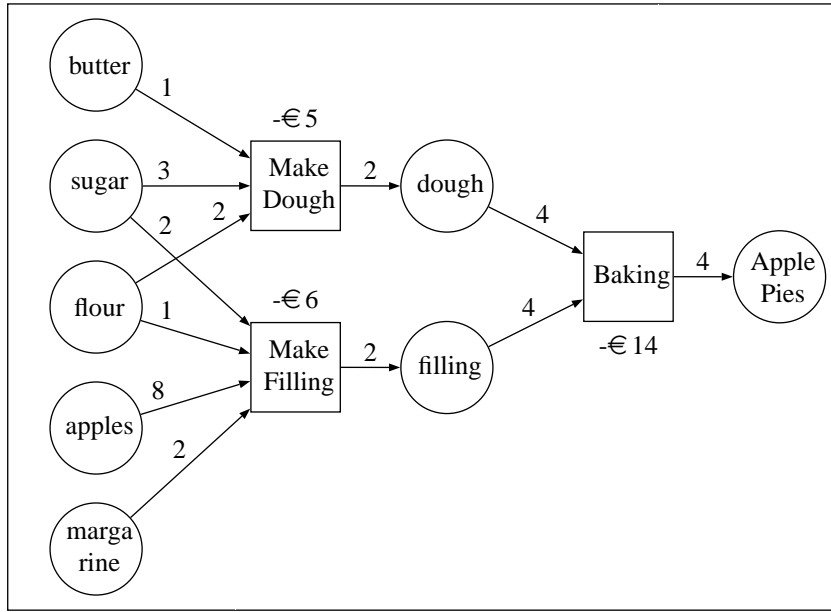 butter
1
-€5
sugar
3
Make
Dough
2
dough
2
2
4
flour
1
-€6
Make
Filling
2
filling
4
Baking
-€14
4
Apple
Pies
apples
8
2
marga
rine